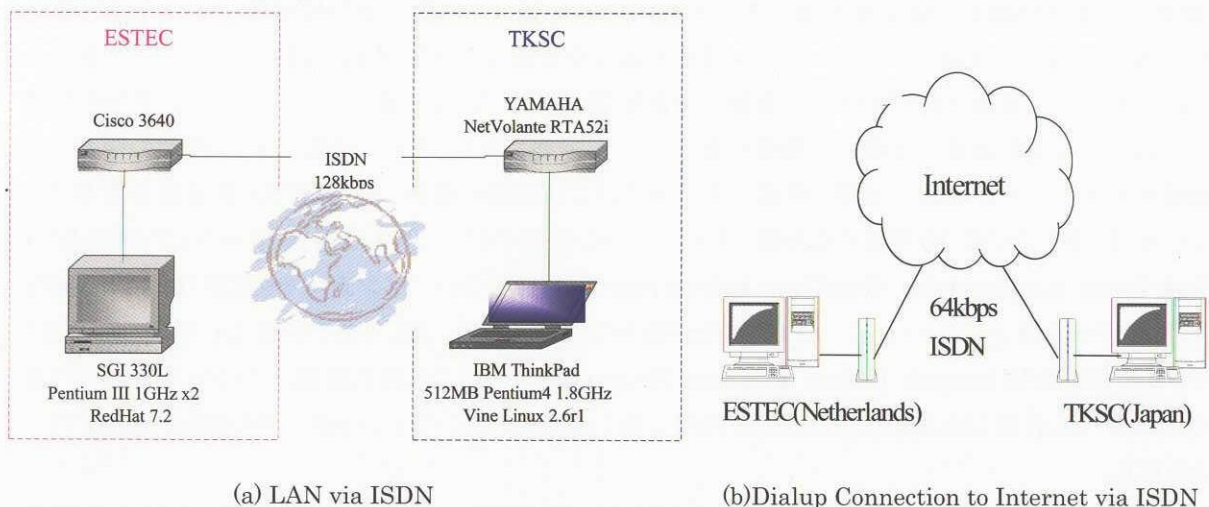 ESTEC
Cisco 3640
SGI 330L
Pentium III 1GHz x2
RedHat 7.2
ISDN
128kbps
TKSC
YAMAHA
NetVolante RTA52i
IBM ThinkPad
512MB Pentium4 1.8GHz
Vine Linux 2.6r1
(a) LAN via ISDN
Internet
64kbps
ISDN
ESTEC(Netherlands)
TKSC(Japan)
(b)Dialup Connection to Internet via ISDN